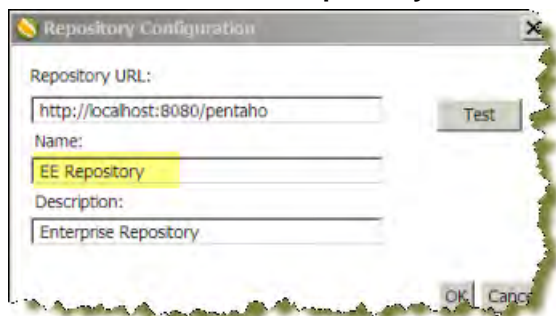 Repository Configuration
Repository URL:
http://localhost:8080/pentaho
Test
Name:
EE Repository
Description:
Enterprise Repository
OK